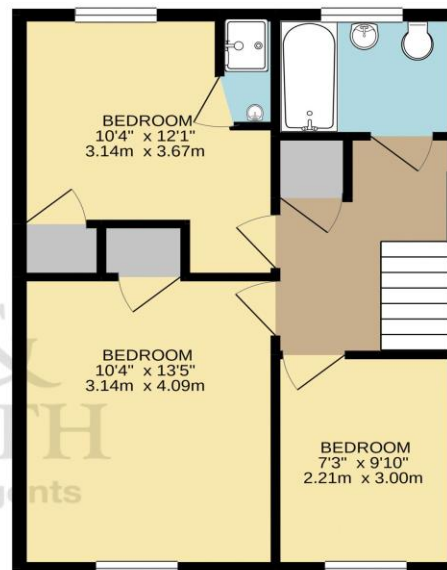 BEDROOM
10'4" x 12'1"
3.14m x 3.67m
BEDROOM
10'4" x 13'5"
3.14m x 4.09m
BEDROOM
7'3" x 9'10"
2.21m x 3.00m
&
TH